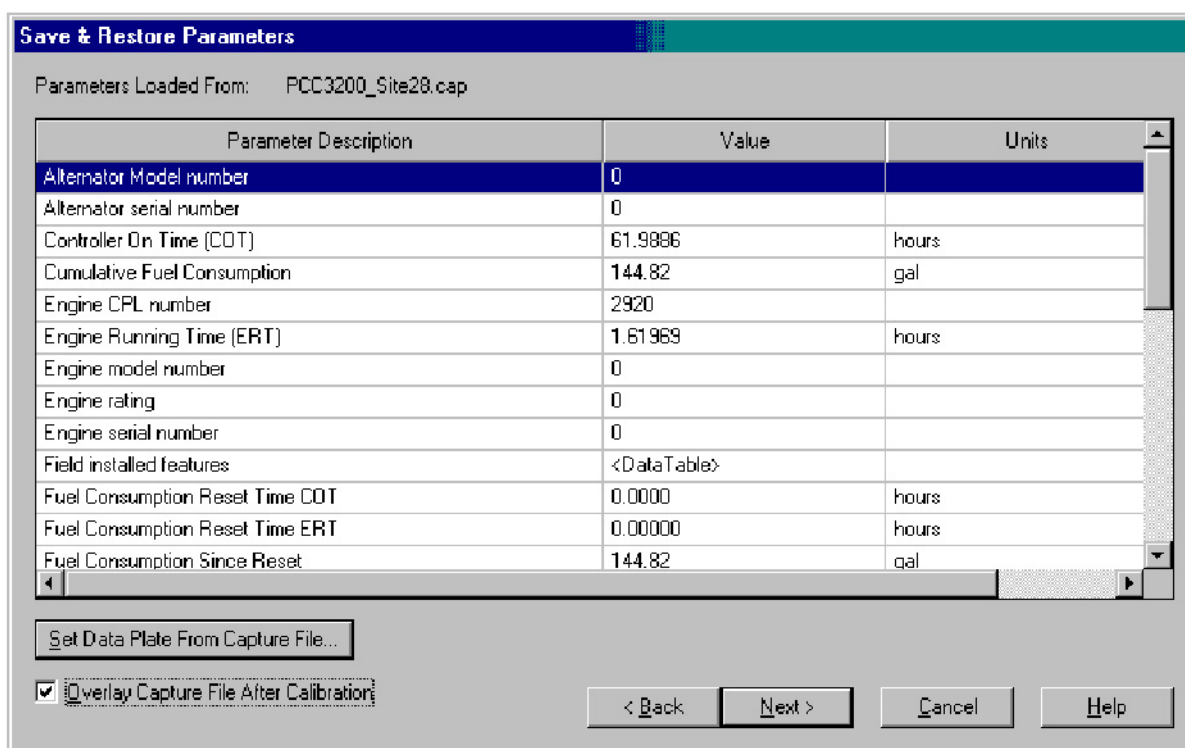 Save & Restore Parameters
Parameters Loaded From: PCC3200_Site28.cap
Parameter Description Value Units
Alternator Model number 0
Alternator serial number 0
Controller On Time (COT) 61.9886 hours
Cumulative Fuel Consumption 144.82 gal
Engine CPL number 2920
Engine Running Time (ERT) 1.61969 hours
Engine model number 0
Engine rating 0
Engine serial number 0
Field installed features <DataTable>
Fuel Consumption Reset Time COT 0.0000 hours
Fuel Consumption Reset Time ERT 0.00000 hours
Fuel Consumption Since Reset 144.82 gal
Set Data Plate From Capture File...
Overlay Capture File After Calibration
< Back Next > Cancel Help